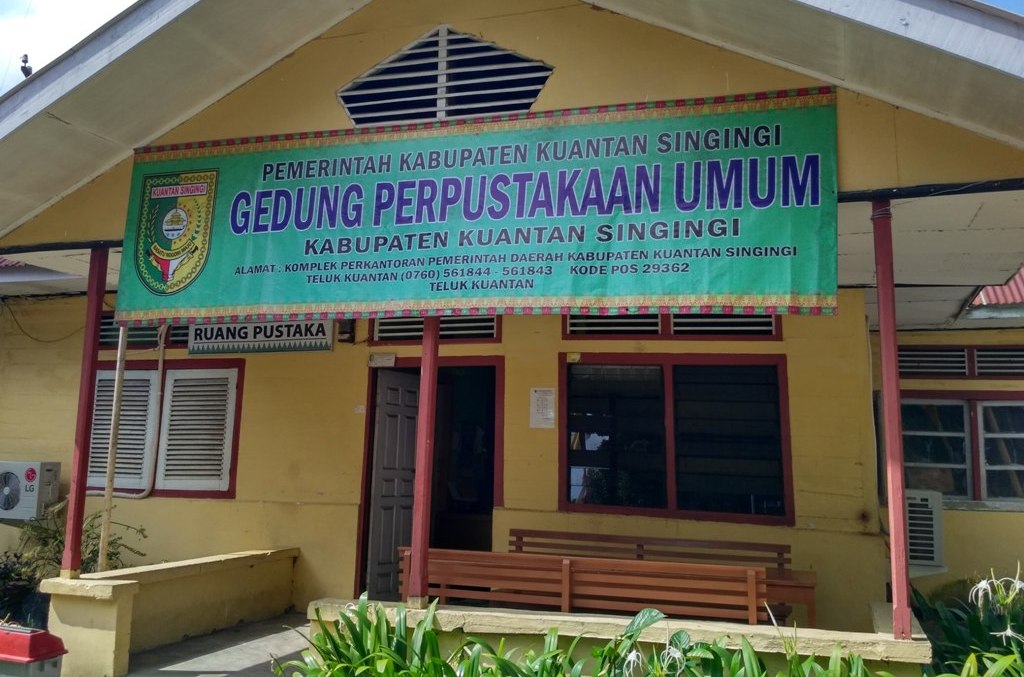 PEMERINTAH KABUPATEN KUANTAN SINGINGI
GEDUNG PERPUSTAKAAN UMUM
KABUPATEN KUANTAN SINGINGI
ALAMAT . KOMPLEK PERKANTORAN PEMERINTAH DAERAH KABUPATEN KUANTAN SINGINGI
TELUK KUANTAN (0760) 561844 - 561843 KODE POS 29362
TELUK KUANTAN
KUANTAN SINGINGI
RUANG PUSTAKA
LG